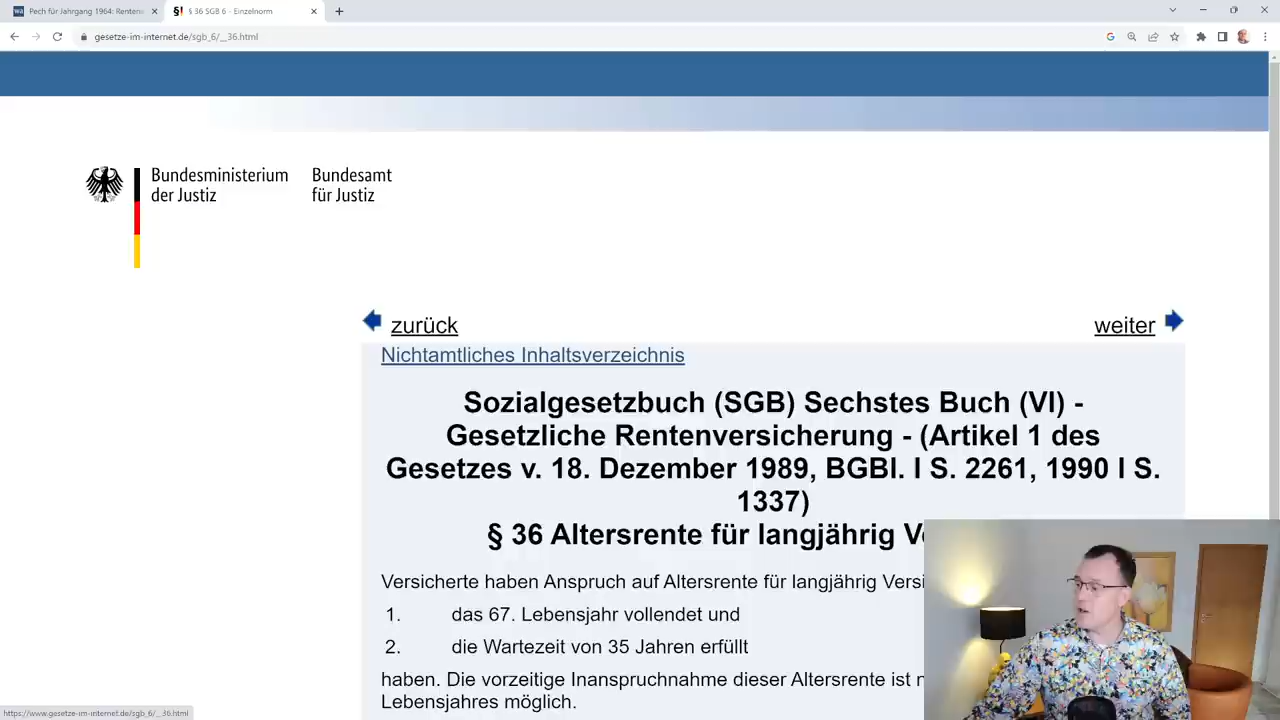 Pech für Jahrgang 1964: Renten
§ 36 SGB 6 - Einzelnorm
gesetze-im-internet.de/sgb_6/__36.html
Bundesministerium
der Justiz
Bundesamt
für Justiz
zurück
weiter
Nichtamtliches Inhaltsverzeichnis
Sozialgesetzbuch (SGB) Sechstes Buch (VI) -
Gesetzliche Rentenversicherung - (Artikel 1 des
Gesetzes v. 18. Dezember 1989, BGBl. I S. 2261, 1990 I S.
1337)
§ 36 Altersrente für langjährig
Versicherte haben Anspruch auf Altersrente für langjährig Versi
1. das 67. Lebensjahr vollendet und
2. die Wartezeit von 35 Jahren erfüllt
haben. Die vorzeitige Inanspruchnahme dieser Altersrente ist
Lebensjahres möglich.
https://www.gesetze-im-internet.de/sgb_6/__36.html